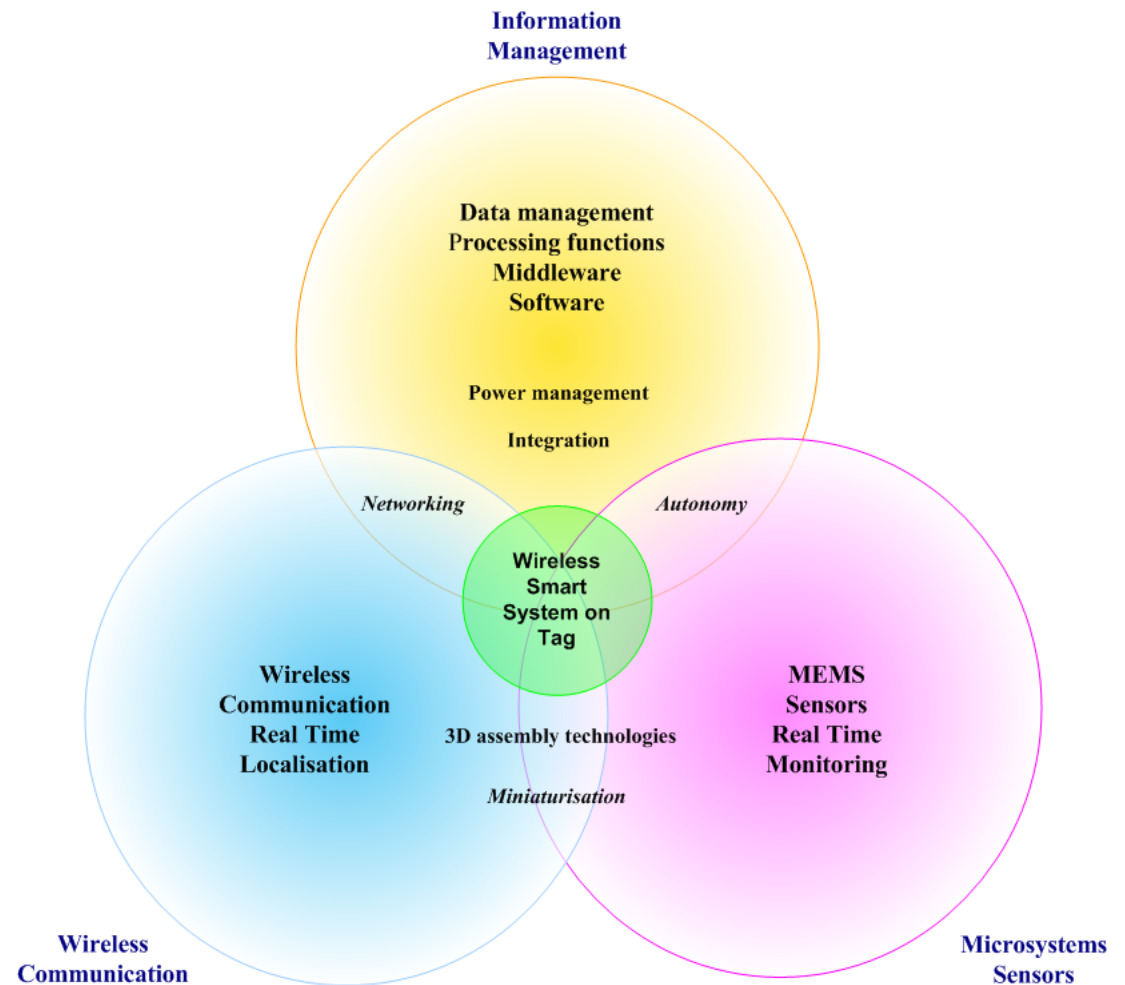 Information
Management
Data management
Processing functions
Middleware
Software
Power management
Integration
Networking
Autonomy
Wireless
Smart
System on
Tag
Wireless
Communication
Real Time
Localisation
MEMS
Sensors
Real Time
Monitoring
3D assembly technologies
Miniaturisation
Wireless
Communication
Microsystems
Sensors